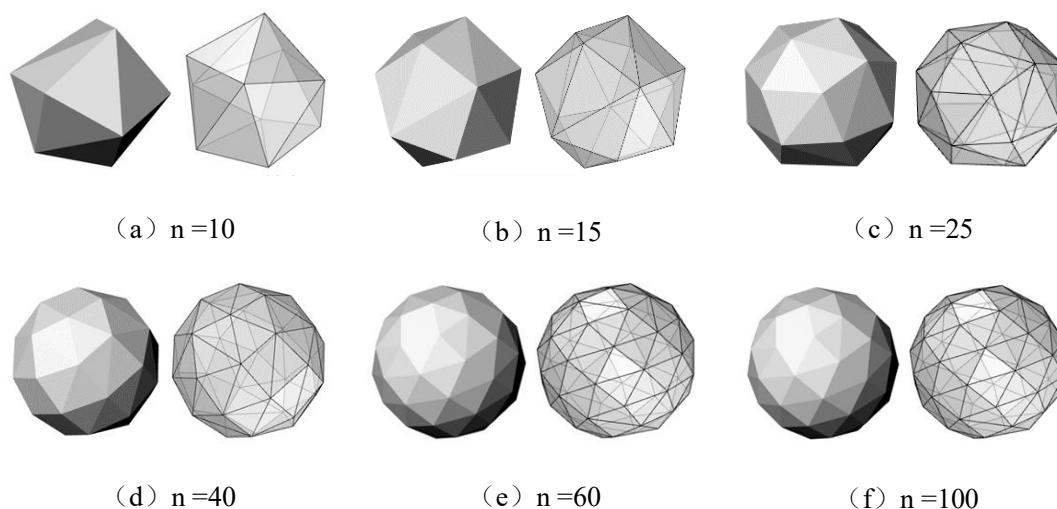 （a）n =10
（b）n =15
（c）n =25
（d）n =40
（e）n =60
（f）n =100